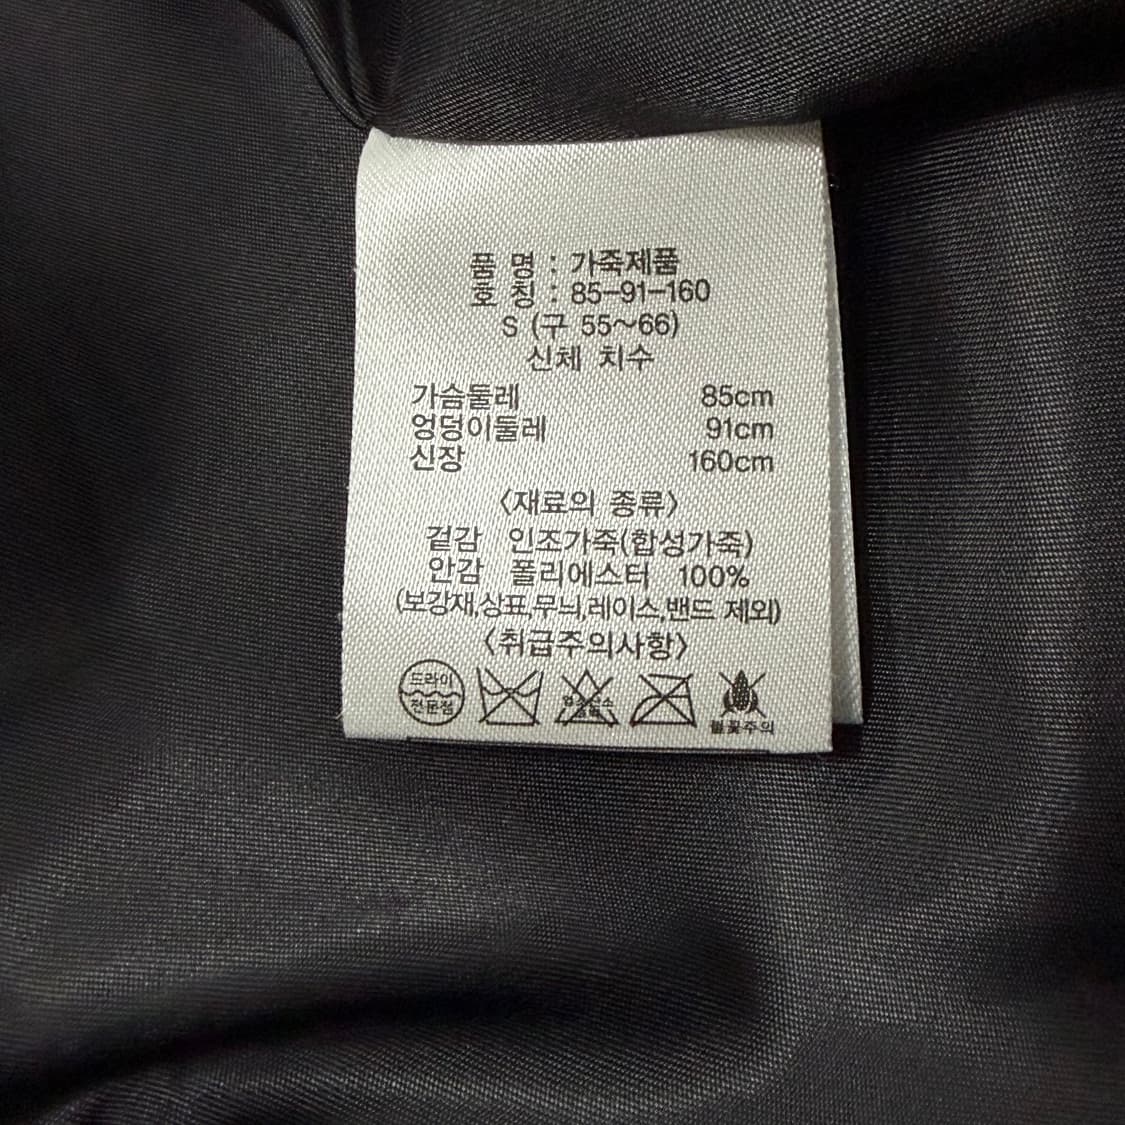 품 명 : 가죽제품
호 칭 : 85-91-160
S (구 55~66)
신체 치수
가슴둘레 85cm
엉덩이둘레 91cm
신장 160cm
<재료의 종류>
겉감 인조가죽(합성가죽)
안감 폴리에스터 100%
(보강재,상표,무늬,레이스,밴드 제외)
<취급주의사항>
드라이
전문점
불꽃주의